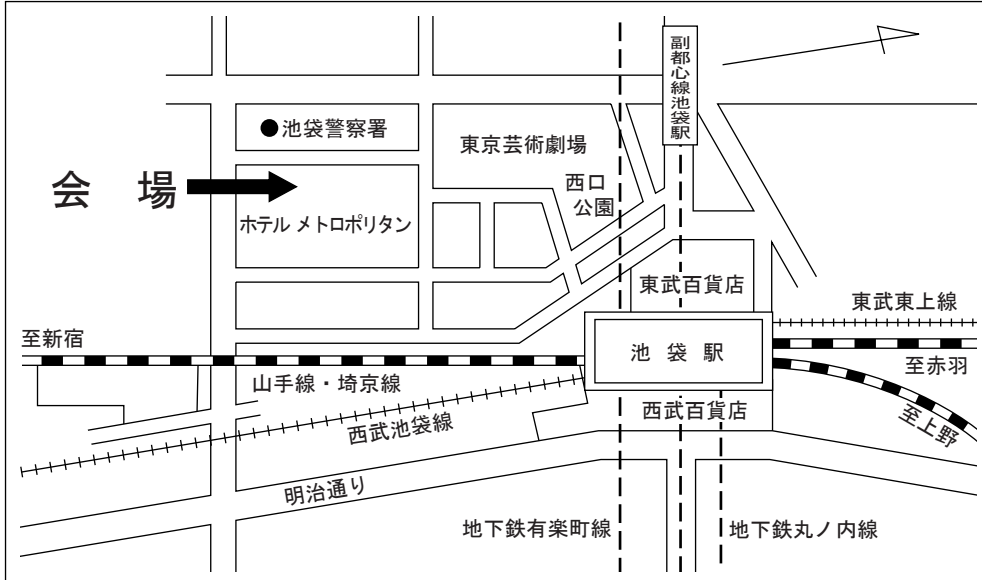 副都心線池袋駅
●池袋警察署
東京芸術劇場
会場
西口
公園
ホテル メトロポリタン
東武百貨店
東武東上線
至新宿
池袋駅
至赤羽
山手線・埼京線
西武百貨店
西武池袋線
至上野
明治通り
地下鉄有楽町線
地下鉄丸ノ内線